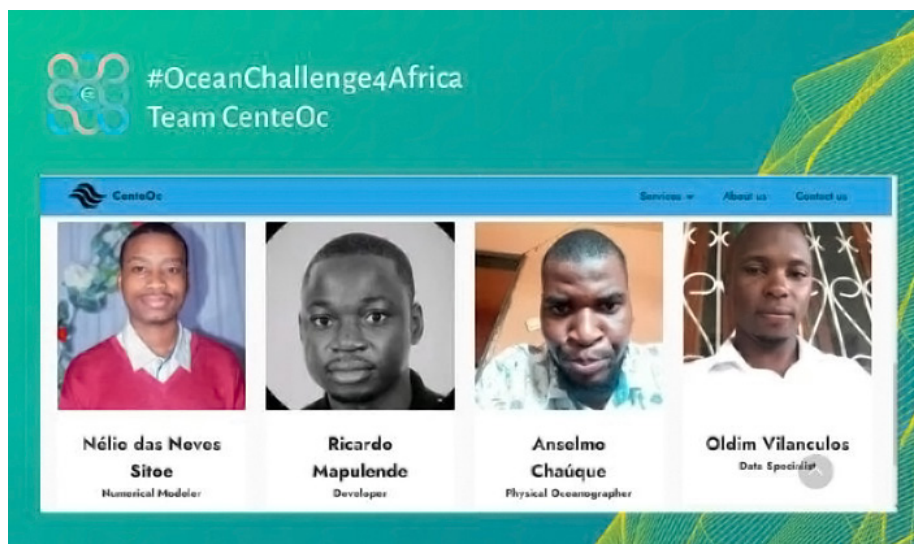 #OceanChallenge4Africa
Team CenteOc
CenteOc
Services
About us
Contact us
Nélio das Neves
Sitoe
Numerical Modeler
Ricardo
Mapulende
Developer
Anselmo
Chaúque
Physical Oceanographer
Oldim Vilanculos
Data Specialist